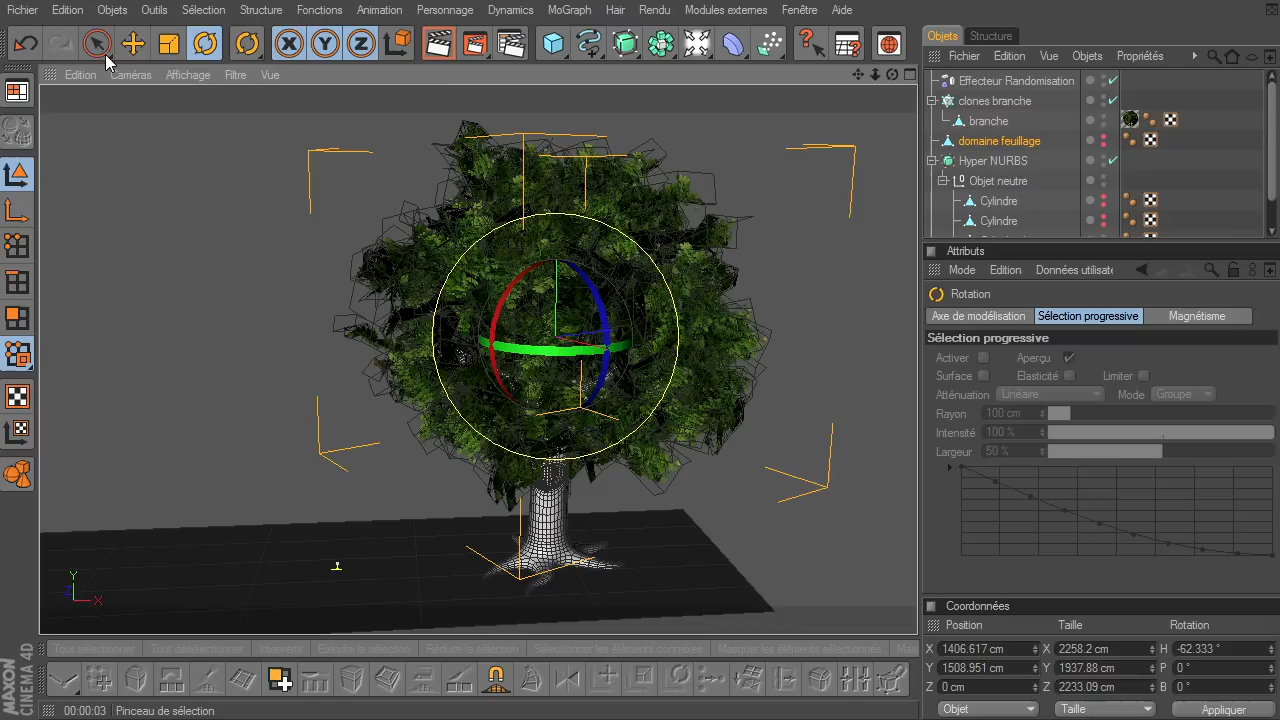 Fichier Edition Objets Outils Sélection Structure Fonctions Animation Personnage Dynamics MoGraph Hair Rendu Modules externes Fenêtre Aide
Objets Structure
Fichier Edition Vue Objets Propriétés
Edition Caméras Affichage Filtre Vue
Effecteur Randomisation
clones branche
branche
domaine feuillage
Hyper NURBS
Objet neutre
Cylindre
Cylindre
Attributs
Mode Edition Données utilisate
Rotation
Axe de modélisation Sélection progressive Magnétisme
Sélection progressive
Activer Aperçu
Surface Elasticité Limiter
Atténuation Linéaire Mode Groupe
Rayon 100 cm
Intensité 100 %
Largeur 50 %
Y
X
Coordonnées
Position Taille Rotation
X 1406.617 cm X 2258.2 cm H -62.333 °
Y 1508.951 cm Y 1937.88 cm P 0 °
Z 0 cm Z 2233.09 cm B 0 °
Objet Taille Appliquer
Tout sélectionner Tout désélectionner Intervertir Etendre la sélection Réduire la sélection Sélectionner les éléments connexes Masquer les éléments sélectionnés Mas
MAXON
CINEMA 4D
00:00:03 Pinceau de sélection